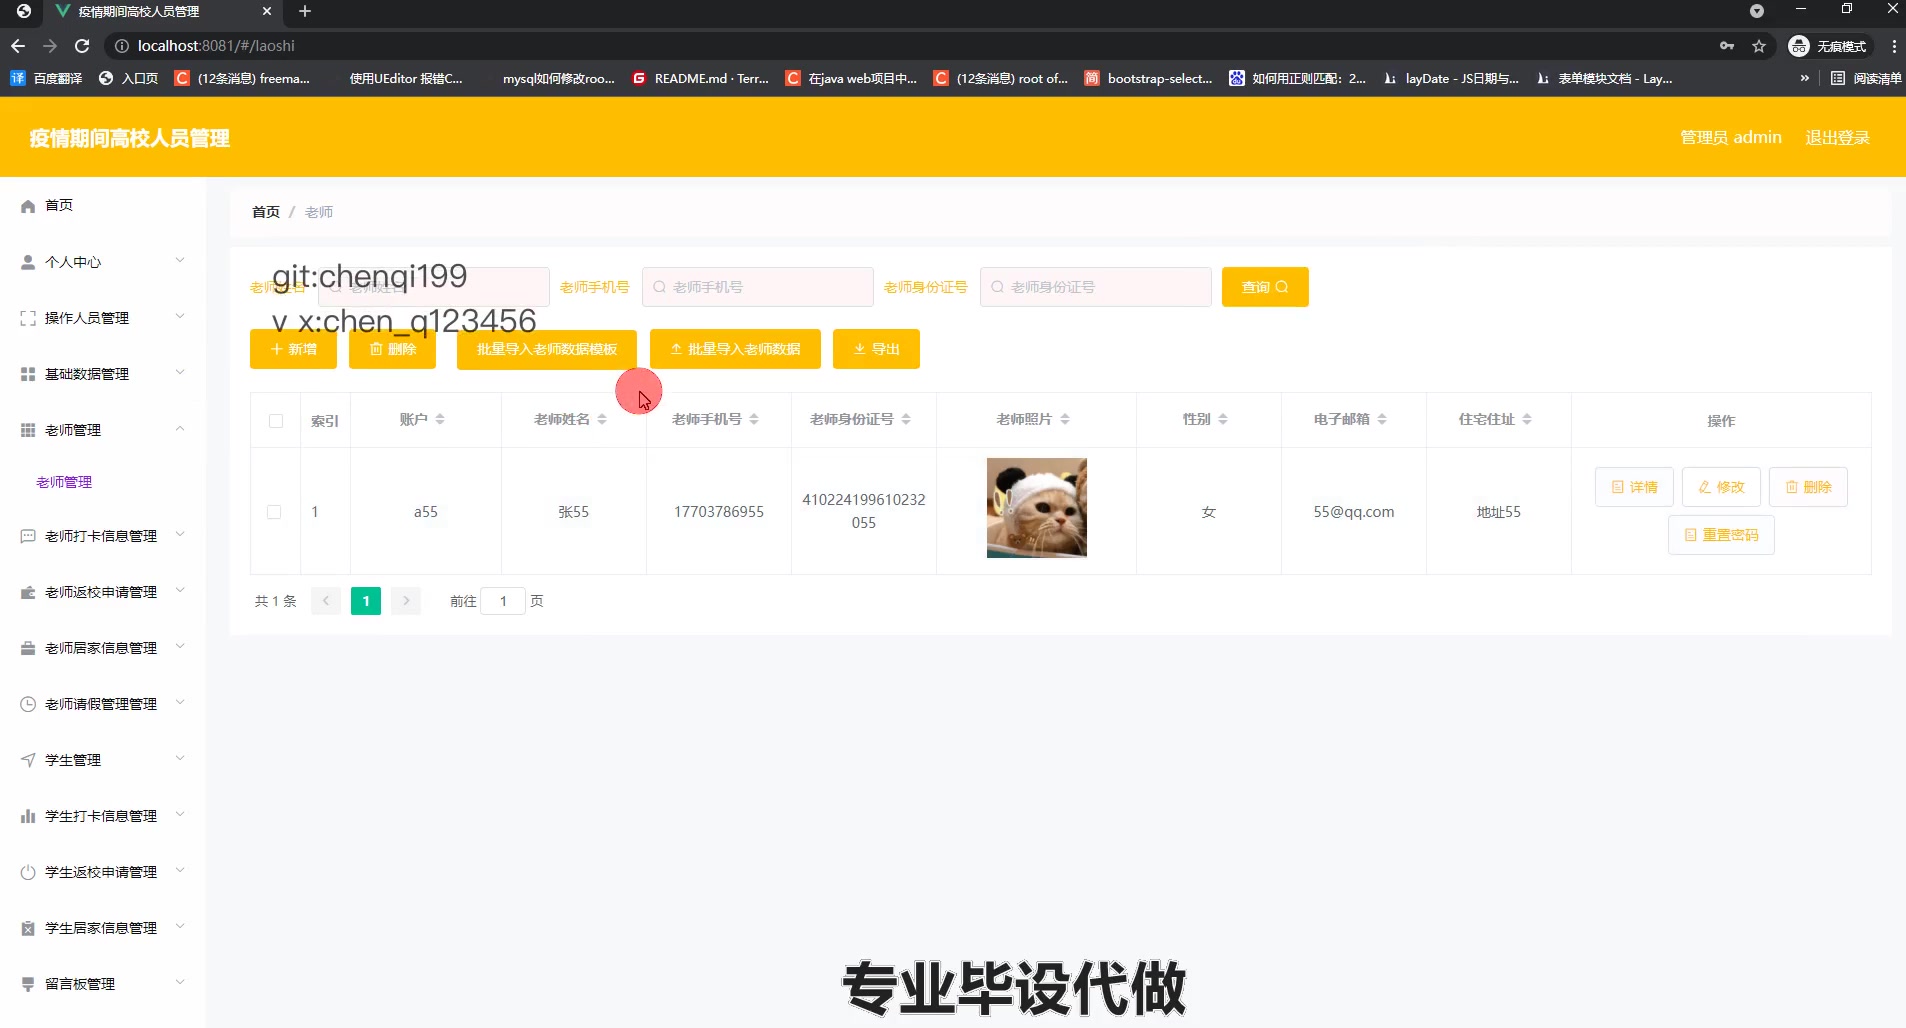 疫情期间高校人员管理
localhost:8081/#/laoshi
无痕模式
百度翻译
入口页
(12条消息) freema...
使用UEditor 报错C...
mysql如何修改roo...
README.md · Terr...
在java web项目中...
(12条消息) root of...
bootstrap-select...
如何用正则匹配：2...
layDate - JS日期与...
表单模块文档 - Lay...
»
阅读清单
疫情期间高校人员管理
管理员 admin
退出登录
首页
个人中心
操作人员管理
基础数据管理
老师管理
老师管理
老师打卡信息管理
老师返校申请管理
老师居家信息管理
老师请假管理管理
学生管理
学生打卡信息管理
学生返校申请管理
学生居家信息管理
留言板管理
首页 / 老师
git:chenqi199
v x:chen_q123456
老师姓名
老师姓名
老师手机号
老师手机号
老师身份证号
老师身份证号
查询
新增
删除
批量导入老师数据模板
批量导入老师数据
导出
索引 账户 老师姓名 老师手机号 老师身份证号 老师照片 性别 电子邮箱 住宅住址 操作
1 a55 张55 17703786955
410224199610232
055
女 55@qq.com 地址55
详情 修改 删除
重置密码
共 1 条
1
前往 1 页
专业毕设代做